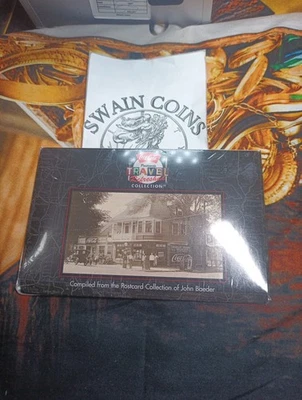 SWAIN COINS
TRAVEL
COLLECTION
Compiled from the Postcard Collection of John Baeder